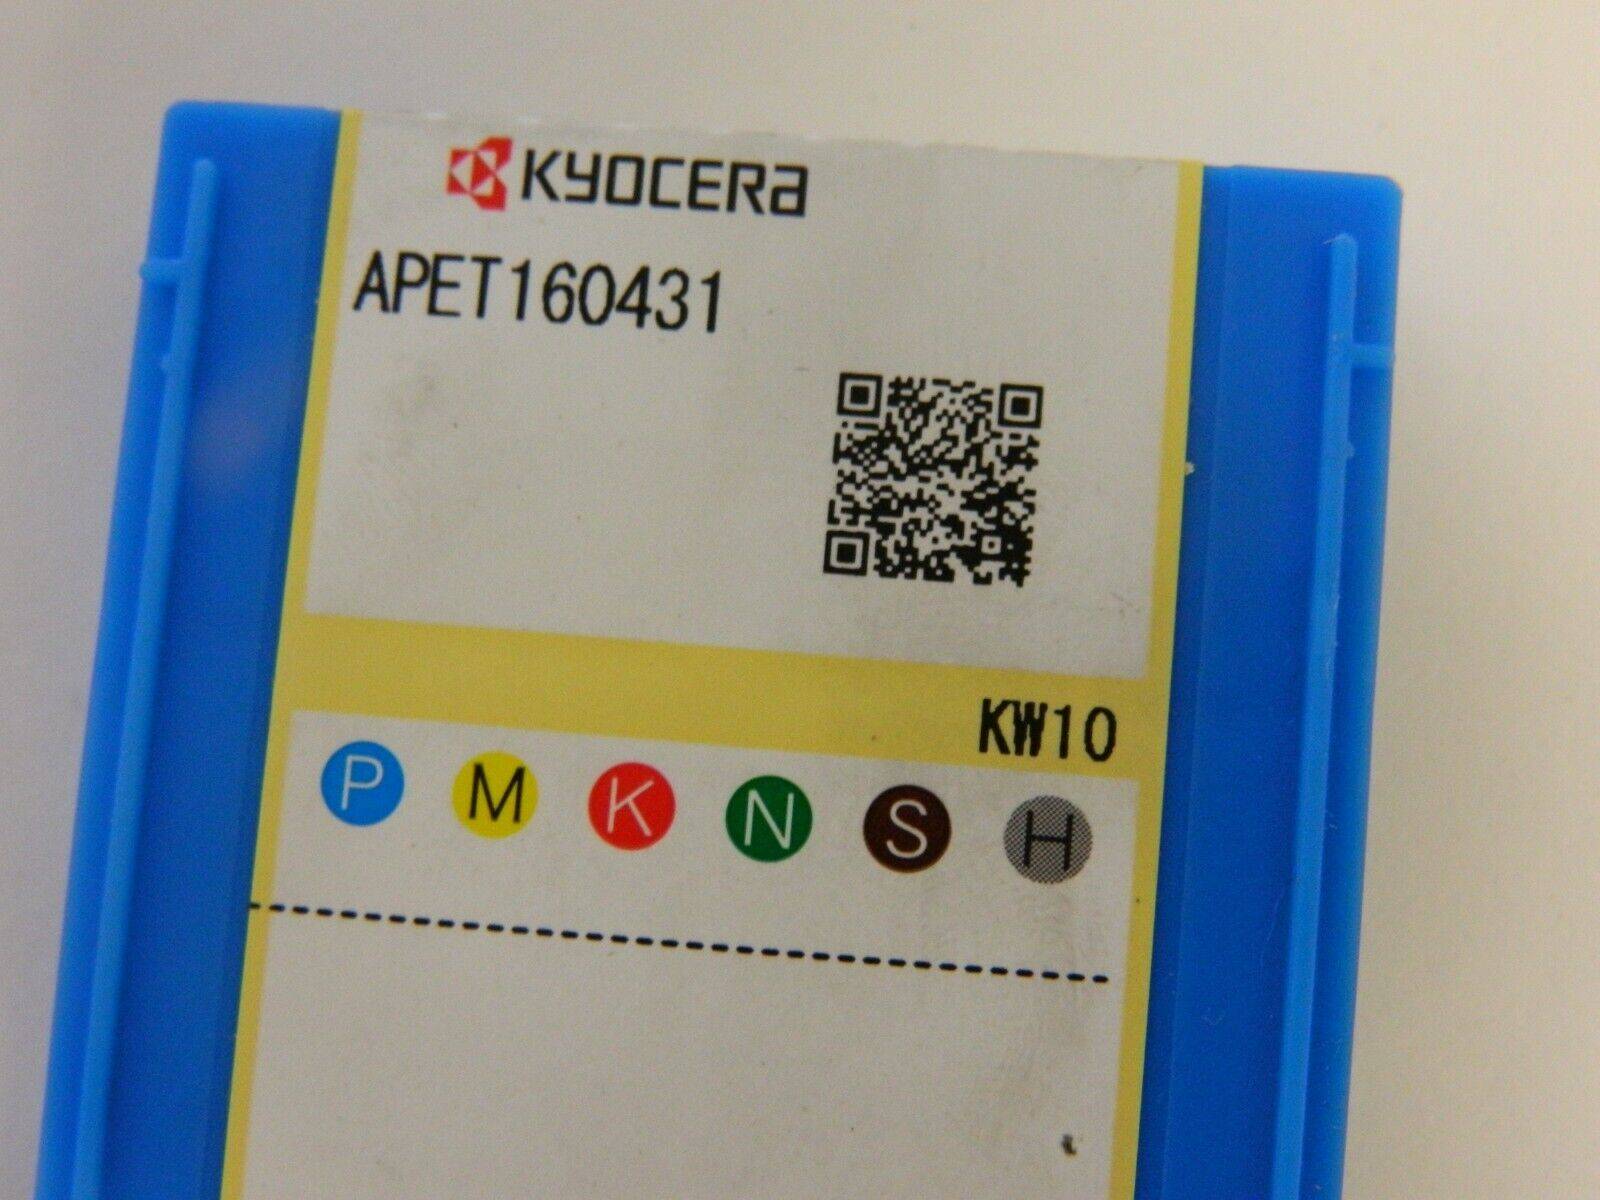 KYOCERA
APET160431
KW10
P M K N S H